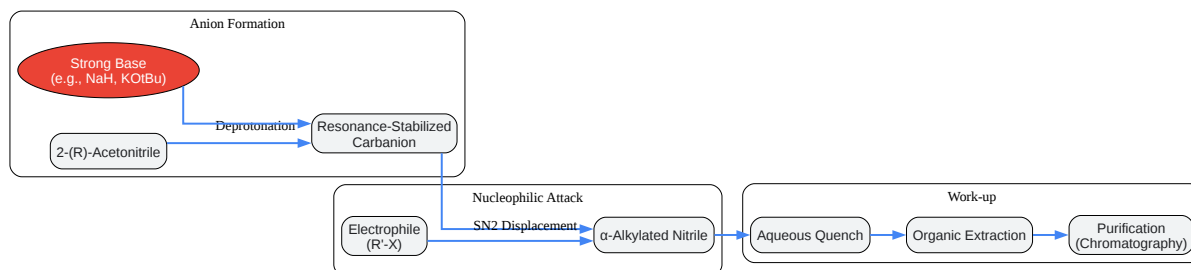 Anion Formation
Strong Base
(e.g., NaH, KOtBu)
Deprotonation
Resonance-Stabilized
Carbanion
2-(R)-Acetonitrile
Nucleophilic Attack
Electrophile
(R'-X)
SN2 Displacement
α-Alkylated Nitrile
Work-up
Aqueous Quench
Organic Extraction
Purification
(Chromatography)